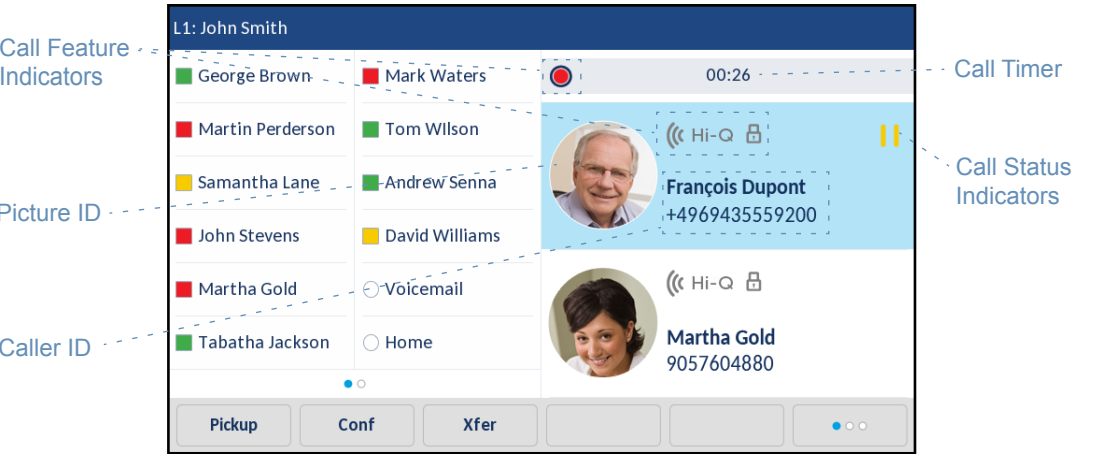 L1: John Smith
Call Feature
Indicators
George Brown
Mark Waters
00:26
Call Timer
Martin Perderson
Tom WIlson
Hi-Q
Call Status
Indicators
Samantha Lane
Andrew Senna
François Dupont
+4969435559200
Picture ID
John Stevens
David Williams
Martha Gold
Voicemail
Hi-Q
Caller ID
Tabatha Jackson
Home
Martha Gold
9057604880
Pickup
Conf
Xfer